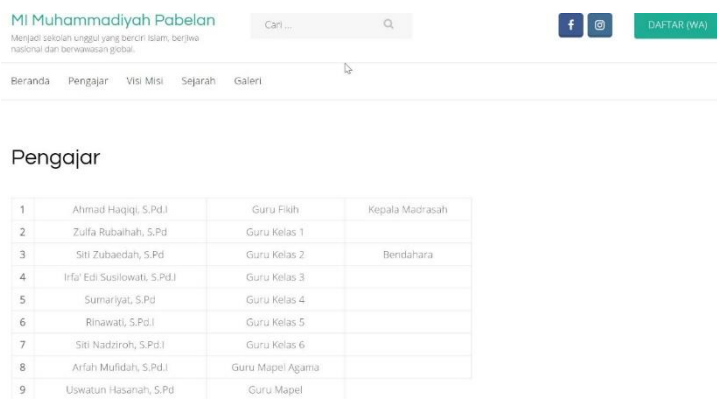 MI Muhammadiyah Pabelan
Menjadi sekolah unggul yang berciri Islam, berjiwa
nasional dan berwawasan global.
Cari ...
DAFTAR (WA)
Beranda Pengajar Visi Misi Sejarah Galeri
Pengajar
1 Ahmad Haqiqi, S.Pd.I Guru Fikih Kepala Madrasah
2 Zulfa Rubaihah, S.Pd Guru Kelas 1
3 Siti Zubaedah, S.Pd Guru Kelas 2 Bendahara
4 Irfa' Edi Susilowati, S.Pd.I Guru Kelas 3
5 Sumariyat, S.Pd Guru Kelas 4
6 Rinawati, S.Pd.I Guru Kelas 5
7 Siti Nadziroh, S.Pd.I Guru Kelas 6
8 Arfah Mufidah, S.Pd.I Guru Mapel Agama
9 Uswatun Hasanah, S.Pd Guru Mapel